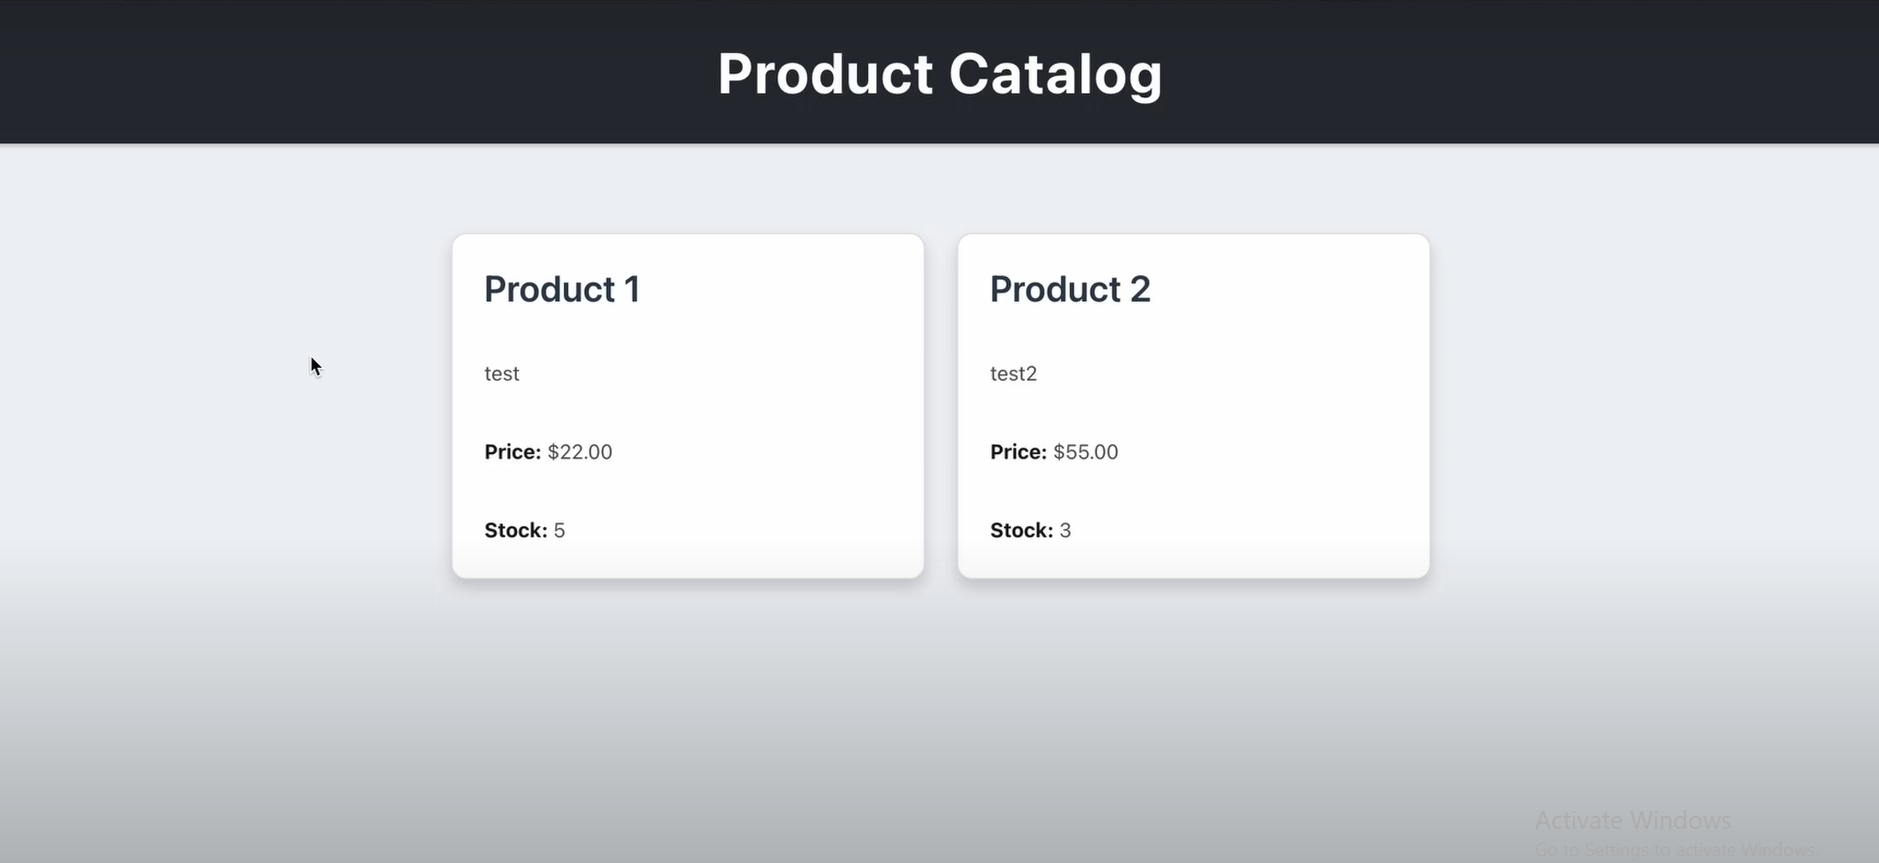 Product Catalog
Product 1
test
Price: $22.00
Stock: 5
Product 2
test2
Price: $55.00
Stock: 3
Activate Windows
Go to Settings to activate Windows.